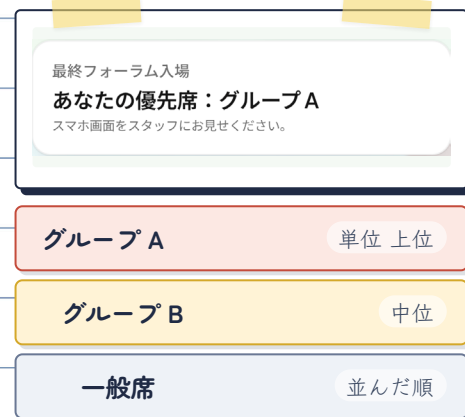 最終フォーラム入場
あなたの優先席：グループA
スマホ画面をスタッフにお見せください。
グループ A
単位 上位
グループ B
中位
一般席
並んだ順